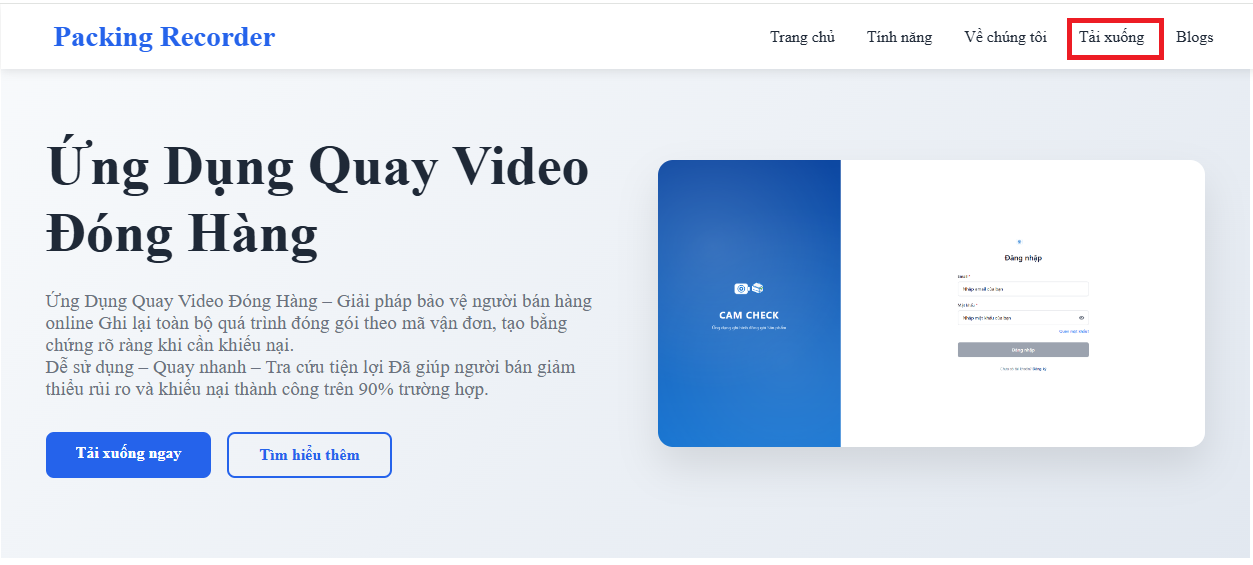 Packing Recorder
Trang chủ
Tính năng
Về chúng tôi
Tải xuống
Blogs
Ứng Dụng Quay Video
Đóng Hàng
Ứng Dụng Quay Video Đóng Hàng – Giải pháp bảo vệ người bán hàng
online Ghi lại toàn bộ quá trình đóng gói theo mã vận đơn, tạo bằng
chứng rõ ràng khi cần khiếu nại.
Dễ sử dụng – Quay nhanh – Tra cứu tiện lợi Đã giúp người bán giảm
thiểu rủi ro và khiếu nại thành công trên 90% trường hợp.
Tải xuống ngay
Tìm hiểu thêm
CAM CHECK
Đăng nhập
Email *
Nhập email của bạn
Mật khẩu *
Nhập mật khẩu của bạn
Quên mật khẩu?
Đăng nhập
Đăng ký